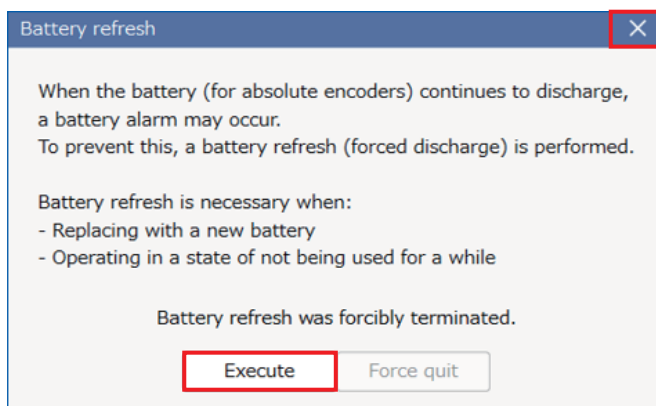 Battery refresh
When the battery (for absolute encoders) continues to discharge,
a battery alarm may occur.
To prevent this, a battery refresh (forced discharge) is performed.
Battery refresh is necessary when:
- Replacing with a new battery
- Operating in a state of not being used for a while
Battery refresh was forcibly terminated.
Execute Force quit